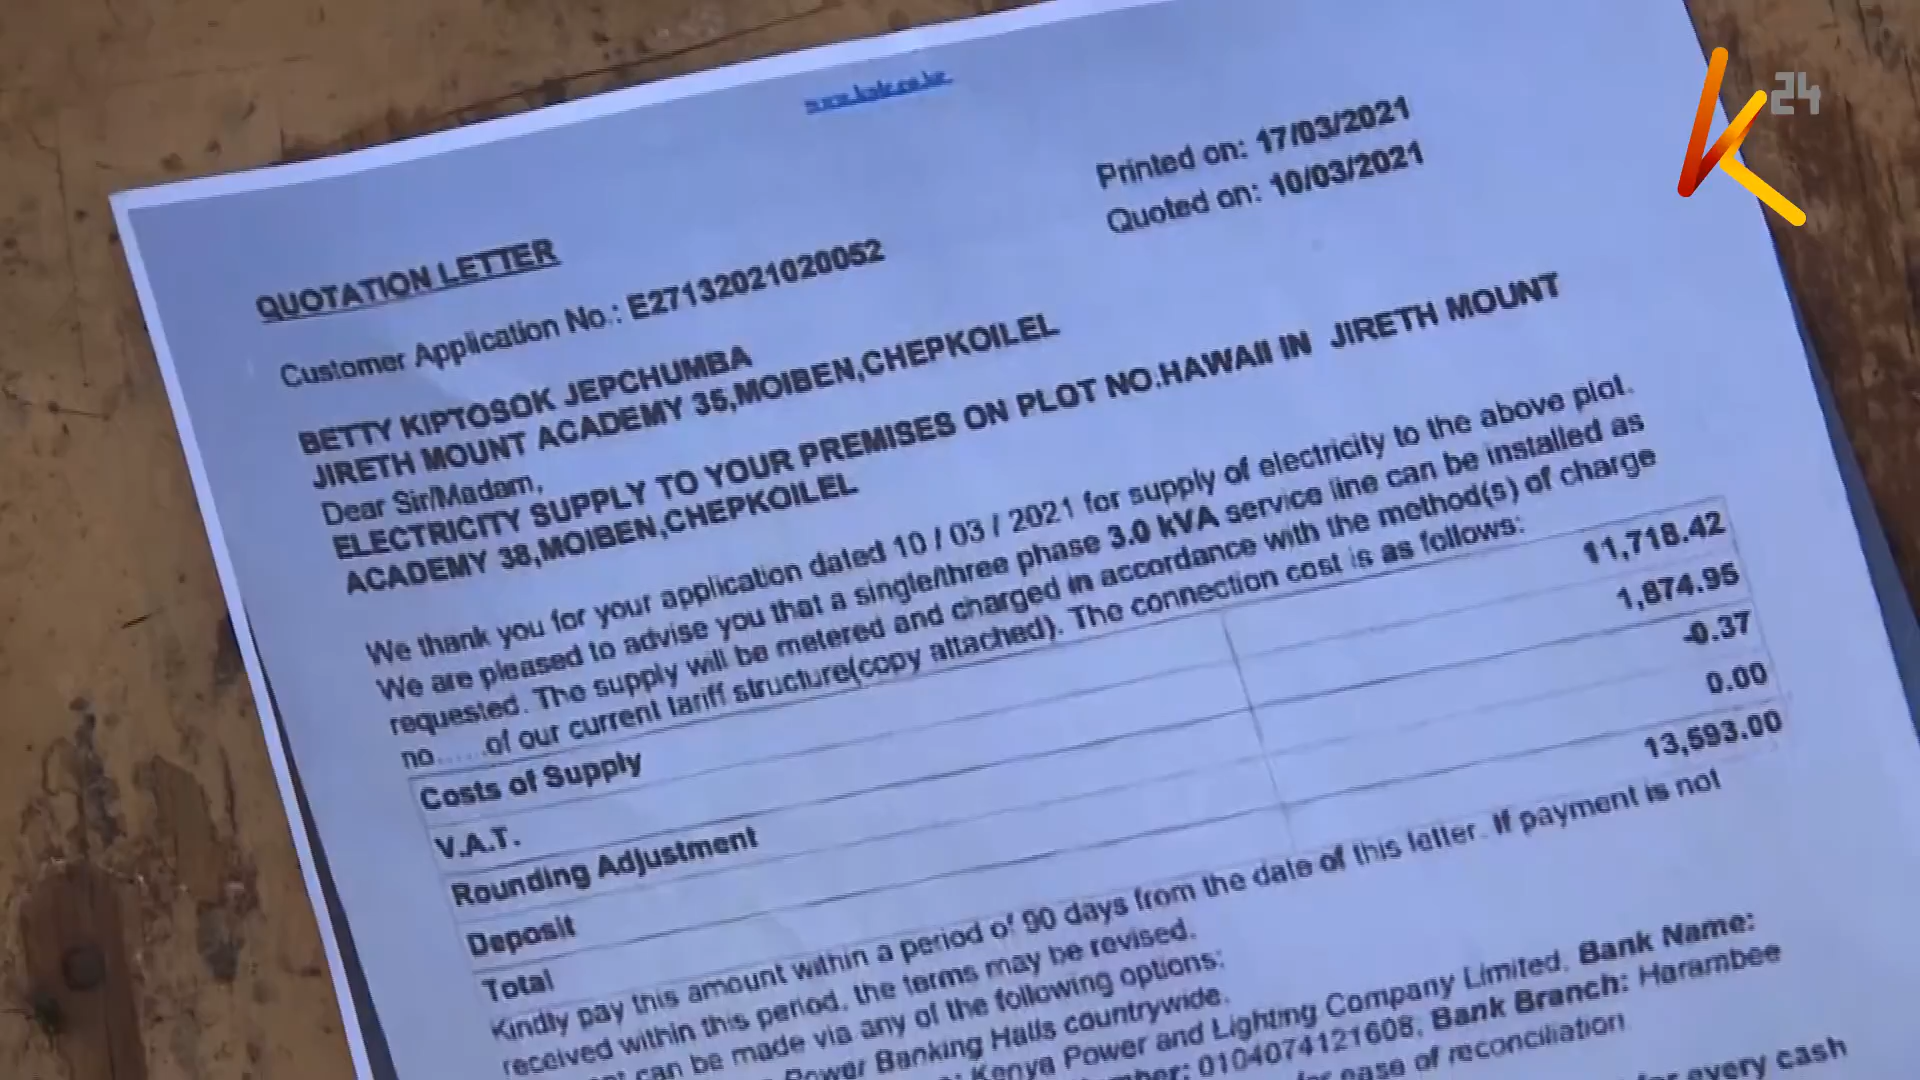 www.kplc.co.ke
24
Printed on: 17/03/2021
Quoted on: 10/03/2021
QUOTATION LETTER
Customer Application No.: E27132021020052
BETTY KIPTOSOK JEPCHUMBA
JIRETH MOUNT ACADEMY 35,MOIBEN,CHEPKOILEL
Dear Sir/Madam,
ELECTRICITY SUPPLY TO YOUR PREMISES ON PLOT NO.HAWAII IN JIRETH MOUNT
ACADEMY 38,MOIBEN,CHEPKOILEL
We thank you for your application dated 10 / 03 / 2021 for supply of electricity to the above plot.
We are pleased to advise you that a single/three phase 3.0 kVA service line can be installed as
requested. The supply will be metered and charged in accordance with the method(s) of charge
no......of our current tariff structure(copy attached). The connection cost is as follows:
Costs of Supply 11,718.42
V.A.T. 1,874.95
Rounding Adjustment -0.37
Deposit 0.00
Total 13,593.00
Kindly pay this amount within a period of 90 days from the date of this letter. If payment is not
received within this period, the terms may be revised.
can be made via any of the following options:
Power Banking Halls countrywide.
Kenya Power and Lighting Company Limited, Bank Name:
0104074121608, Bank Branch: Harambee
ease of reconciliation
every cash